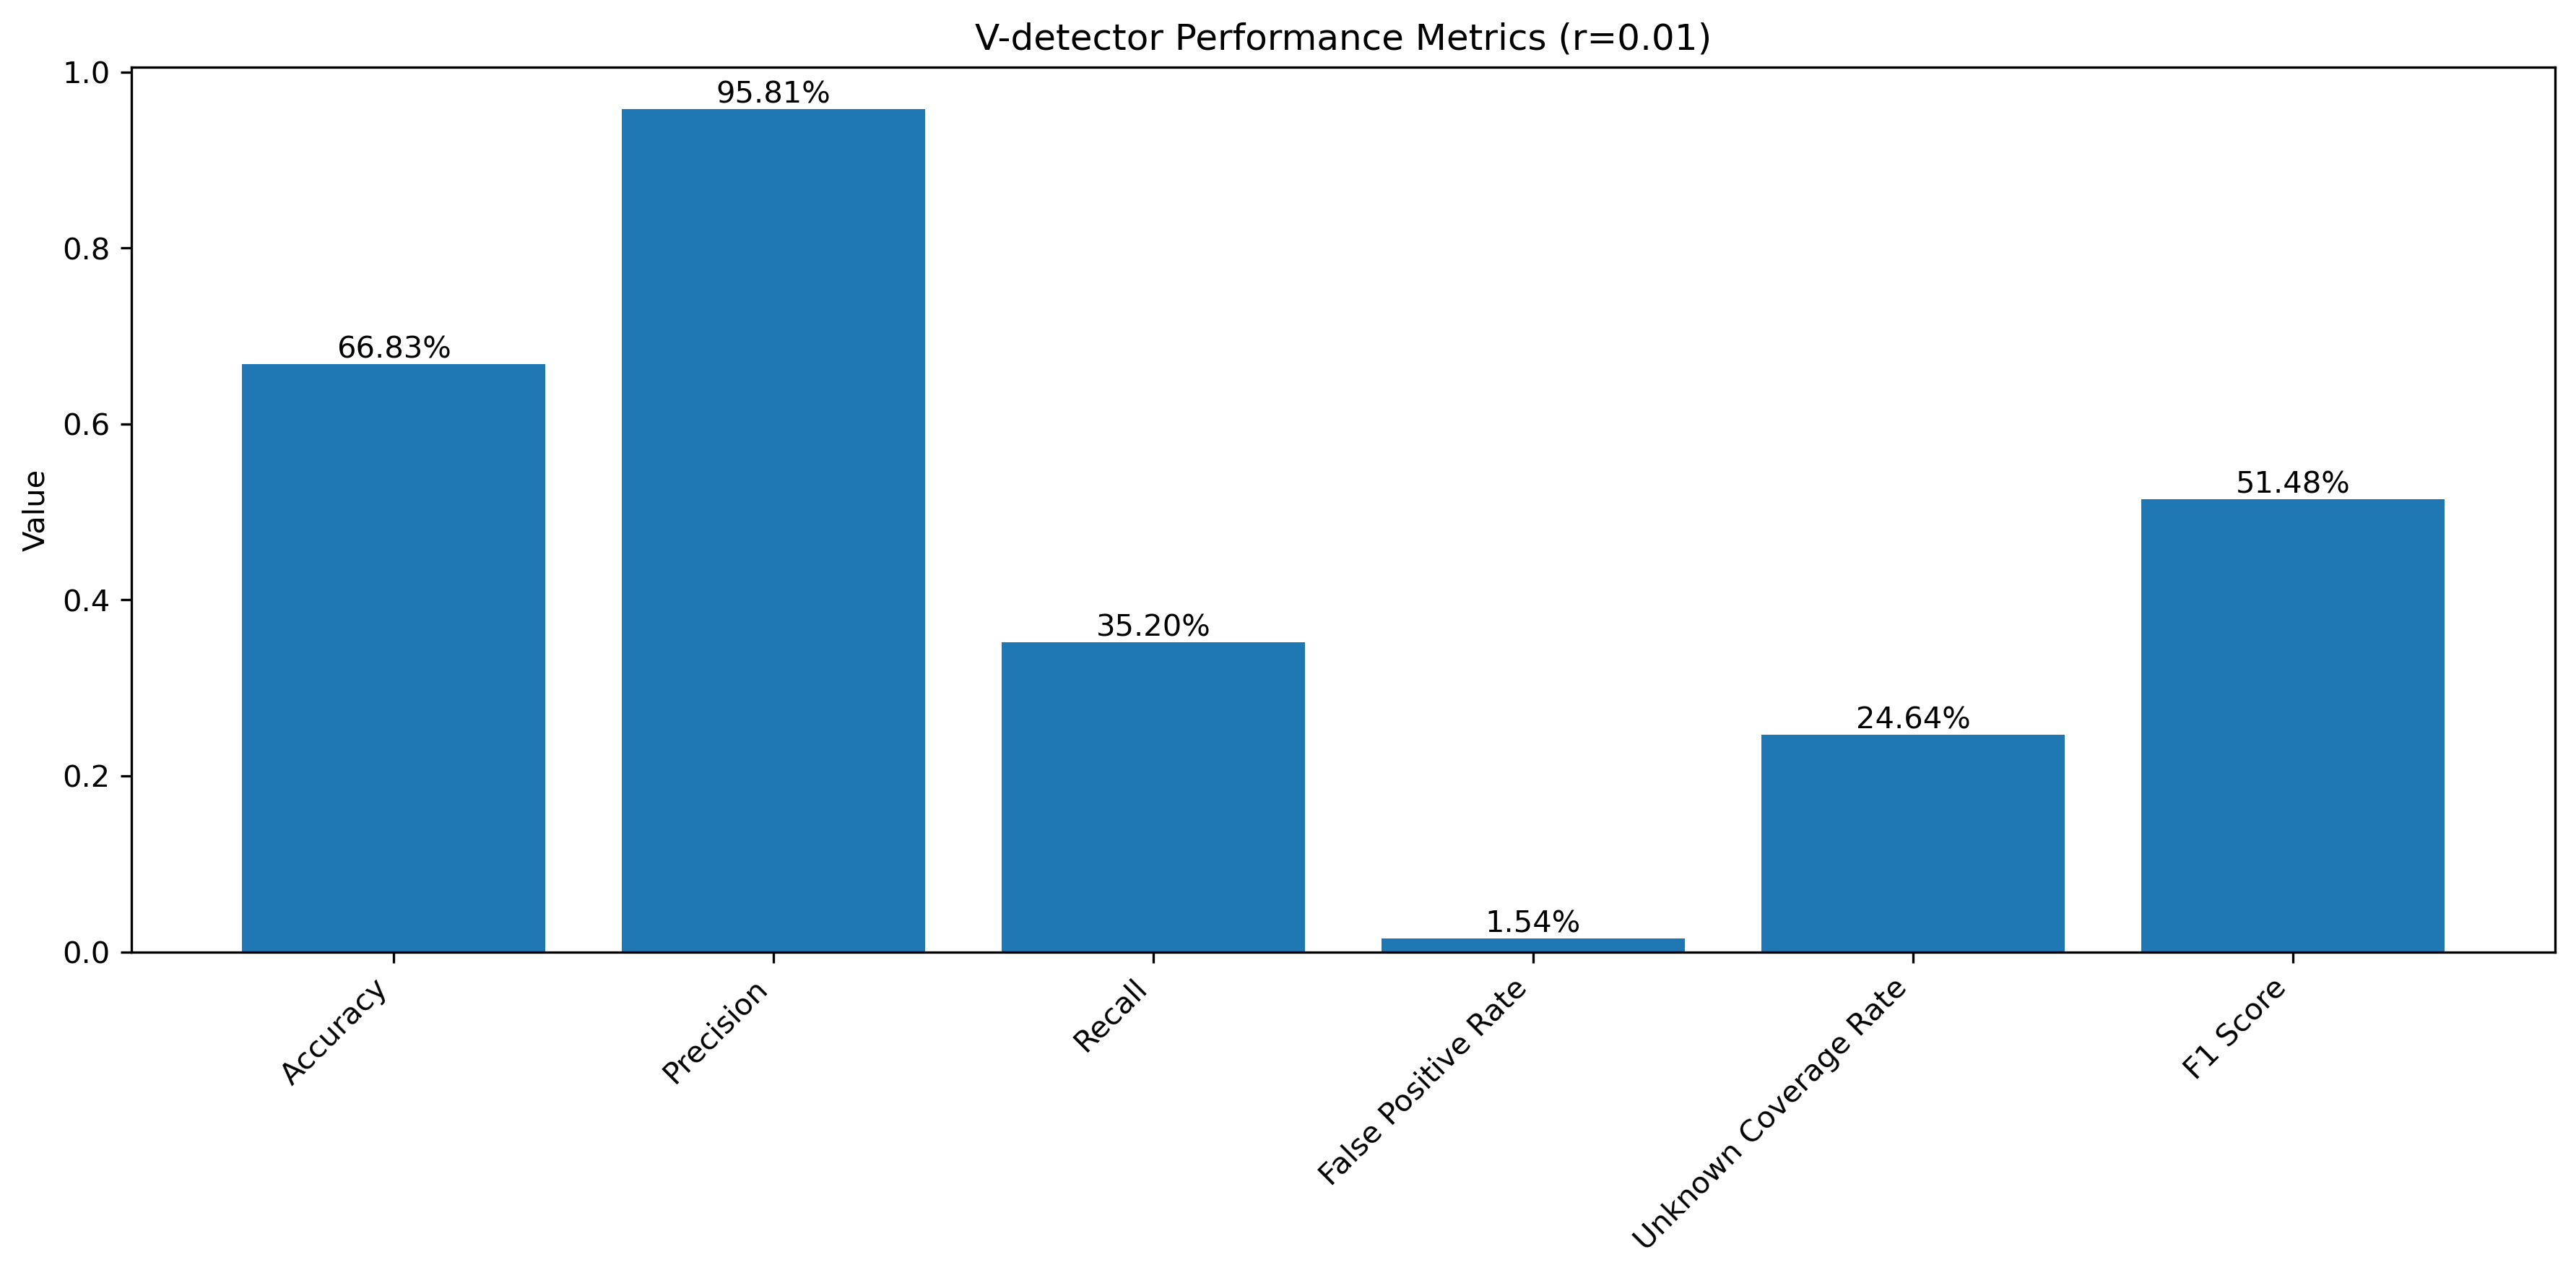 V-detector Performance Metrics (r=0.01)
1.0
0.8
0.6
0.4
0.2
0.0
Value
66.83%
95.81%
35.20%
1.54%
24.64%
51.48%
Accuracy
Precision
Recall
False Positive Rate
Unknown Coverage Rate
F1 Score